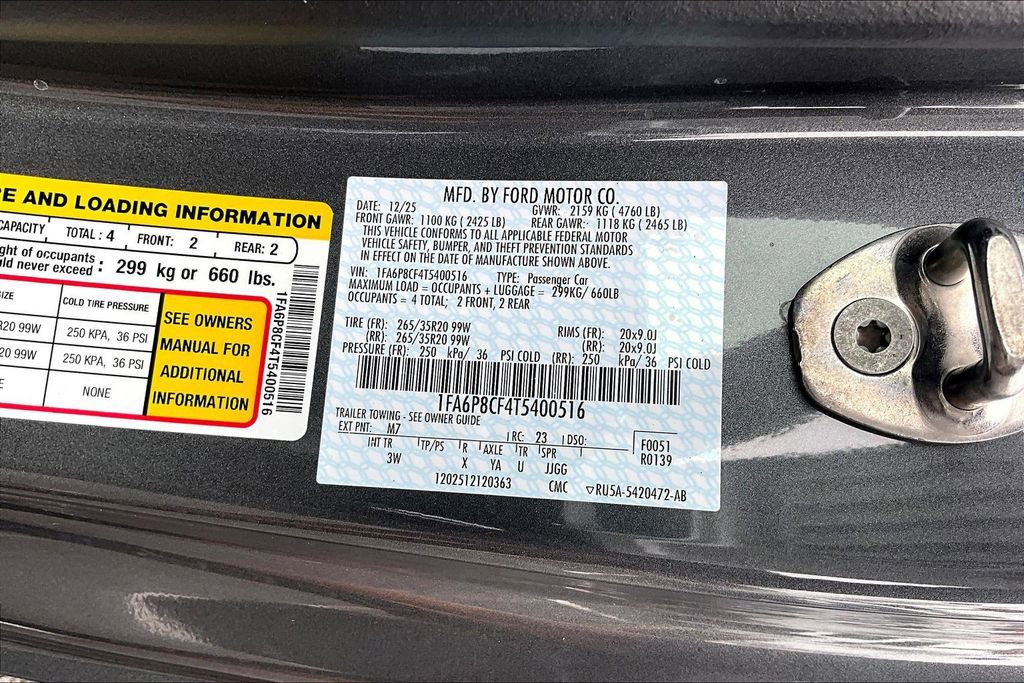 RE AND LOADING INFORMATION
CAPACITY TOTAL: 4 FRONT: 2 REAR: 2
ght of occupants
uld never exceed : 299 kg or 660 lbs.
SIZE COLD TIRE PRESSURE
5R20 99W 250 KPA, 36 PSI
R20 99W 250 KPA, 36 PSI
E NONE
SEE OWNERS
MANUAL FOR
ADDITIONAL
INFORMATION
1FA6P8CF4T5400516
MFD. BY FORD MOTOR CO.
DATE: 12/25 GVWR: 2159 KG ( 4760 LB)
FRONT GAWR: 1100 KG ( 2425 LB) REAR GAWR: 1118 KG ( 2465 LB)
THIS VEHICLE CONFORMS TO ALL APPLICABLE FEDERAL MOTOR
VEHICLE SAFETY, BUMPER, AND THEFT PREVENTION STANDARDS
IN EFFECT ON THE DATE OF MANUFACTURE SHOWN ABOVE.
VIN: 1FA6P8CF4T5400516 TYPE: Passenger Car
MAXIMUM LOAD = OCCUPANTS + LUGGAGE = 299KG/ 660LB
OCCUPANTS = 4 TOTAL; 2 FRONT, 2 REAR
TIRE (FR): 265/35R20 99W RIMS (FR): 20x9.0J
(RR): 265/35R20 99W (RR): 20x9.0J
PRESSURE (FR): 250 kPa/ 36 PSI COLD (RR): 250 kPa/ 36 PSI COLD
1FA6P8CF4T5400516
TRAILER TOWING - SEE OWNER GUIDE
EXT PNT: M7 RC: 23 DSO: F0051
INT TR TP/PS R AXLE TR SPR R0139
3W X YA U JJGG
1202512120363 CMC ▽RU5A-5420472-AB